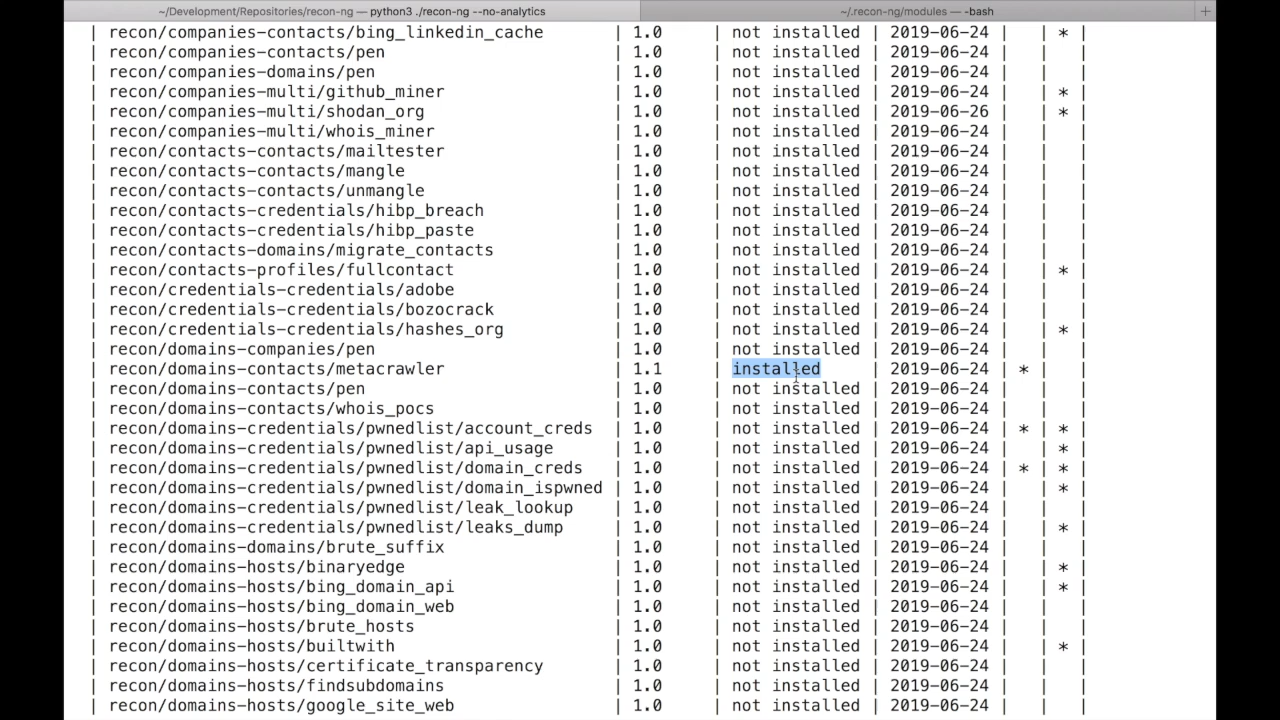 ~/Development/Repositories/recon-ng — python3 ./recon-ng --no-analytics ~/.recon-ng/modules — -bash +
| recon/companies-contacts/bing_linkedin_cache | 1.0 | not installed | 2019-06-24 | | * |
| recon/companies-contacts/pen | 1.0 | not installed | 2019-06-24 | | |
| recon/companies-domains/pen | 1.0 | not installed | 2019-06-24 | | |
| recon/companies-multi/github_miner | 1.0 | not installed | 2019-06-24 | | * |
| recon/companies-multi/shodan_org | 1.0 | not installed | 2019-06-26 | | * |
| recon/companies-multi/whois_miner | 1.0 | not installed | 2019-06-24 | | |
| recon/contacts-contacts/mailtester | 1.0 | not installed | 2019-06-24 | | |
| recon/contacts-contacts/mangle | 1.0 | not installed | 2019-06-24 | | |
| recon/contacts-contacts/unmangle | 1.0 | not installed | 2019-06-24 | | |
| recon/contacts-credentials/hibp_breach | 1.0 | not installed | 2019-06-24 | | |
| recon/contacts-credentials/hibp_paste | 1.0 | not installed | 2019-06-24 | | |
| recon/contacts-domains/migrate_contacts | 1.0 | not installed | 2019-06-24 | | |
| recon/contacts-profiles/fullcontact | 1.0 | not installed | 2019-06-24 | | * |
| recon/credentials-credentials/adobe | 1.0 | not installed | 2019-06-24 | | |
| recon/credentials-credentials/bozocrack | 1.0 | not installed | 2019-06-24 | | |
| recon/credentials-credentials/hashes_org | 1.0 | not installed | 2019-06-24 | | * |
| recon/domains-companies/pen | 1.0 | not installed | 2019-06-24 | | |
| recon/domains-contacts/metacrawler | 1.1 | installed | 2019-06-24 | * | |
| recon/domains-contacts/pen | 1.0 | not installed | 2019-06-24 | | |
| recon/domains-contacts/whois_pocs | 1.0 | not installed | 2019-06-24 | | |
| recon/domains-credentials/pwnedlist/account_creds | 1.0 | not installed | 2019-06-24 | * | * |
| recon/domains-credentials/pwnedlist/api_usage | 1.0 | not installed | 2019-06-24 | | * |
| recon/domains-credentials/pwnedlist/domain_creds | 1.0 | not installed | 2019-06-24 | * | * |
| recon/domains-credentials/pwnedlist/domain_ispwned | 1.0 | not installed | 2019-06-24 | | * |
| recon/domains-credentials/pwnedlist/leak_lookup | 1.0 | not installed | 2019-06-24 | | |
| recon/domains-credentials/pwnedlist/leaks_dump | 1.0 | not installed | 2019-06-24 | | * |
| recon/domains-domains/brute_suffix | 1.0 | not installed | 2019-06-24 | | |
| recon/domains-hosts/binaryedge | 1.0 | not installed | 2019-06-24 | | * |
| recon/domains-hosts/bing_domain_api | 1.0 | not installed | 2019-06-24 | | * |
| recon/domains-hosts/bing_domain_web | 1.0 | not installed | 2019-06-24 | | |
| recon/domains-hosts/brute_hosts | 1.0 | not installed | 2019-06-24 | | |
| recon/domains-hosts/builtwith | 1.0 | not installed | 2019-06-24 | | * |
| recon/domains-hosts/certificate_transparency | 1.0 | not installed | 2019-06-24 | | |
| recon/domains-hosts/findsubdomains | 1.0 | not installed | 2019-06-24 | | |
| recon/domains-hosts/google_site_web | 1.0 | not installed | 2019-06-24 | | |